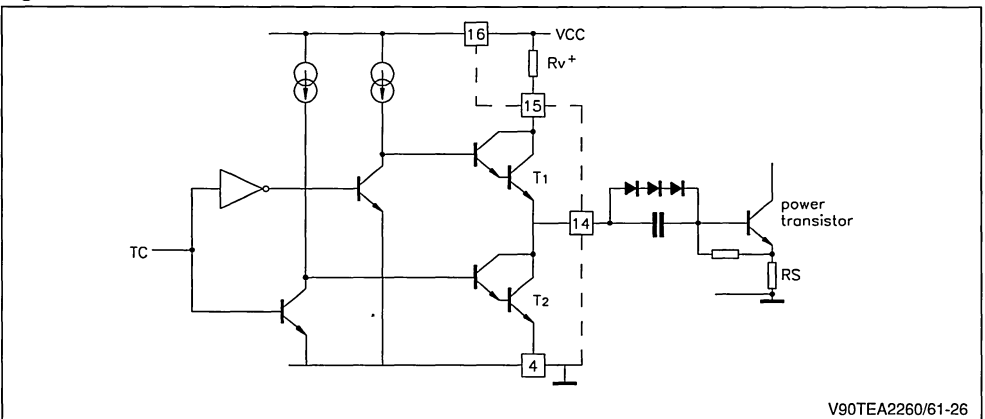 16 VCC
Rv+
15
T1
14
power
transistor
TC
RS
T2
4
V90TEA2260/61-26